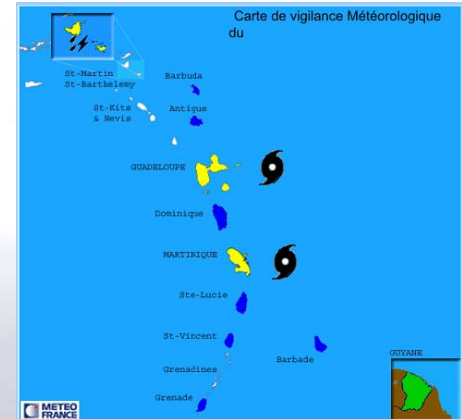 Carte de vigilance Météorologique
du
St-Martin
St-Barthelemy
Barbuda
St-Kits
& Nevis
Antigue
GUADELOUPE
Dominique
MARTINIQUE
Ste-Lucie
St-Vincent
Barbade
Grenadines
GUYANE
Grenade
METEO
FRANCE